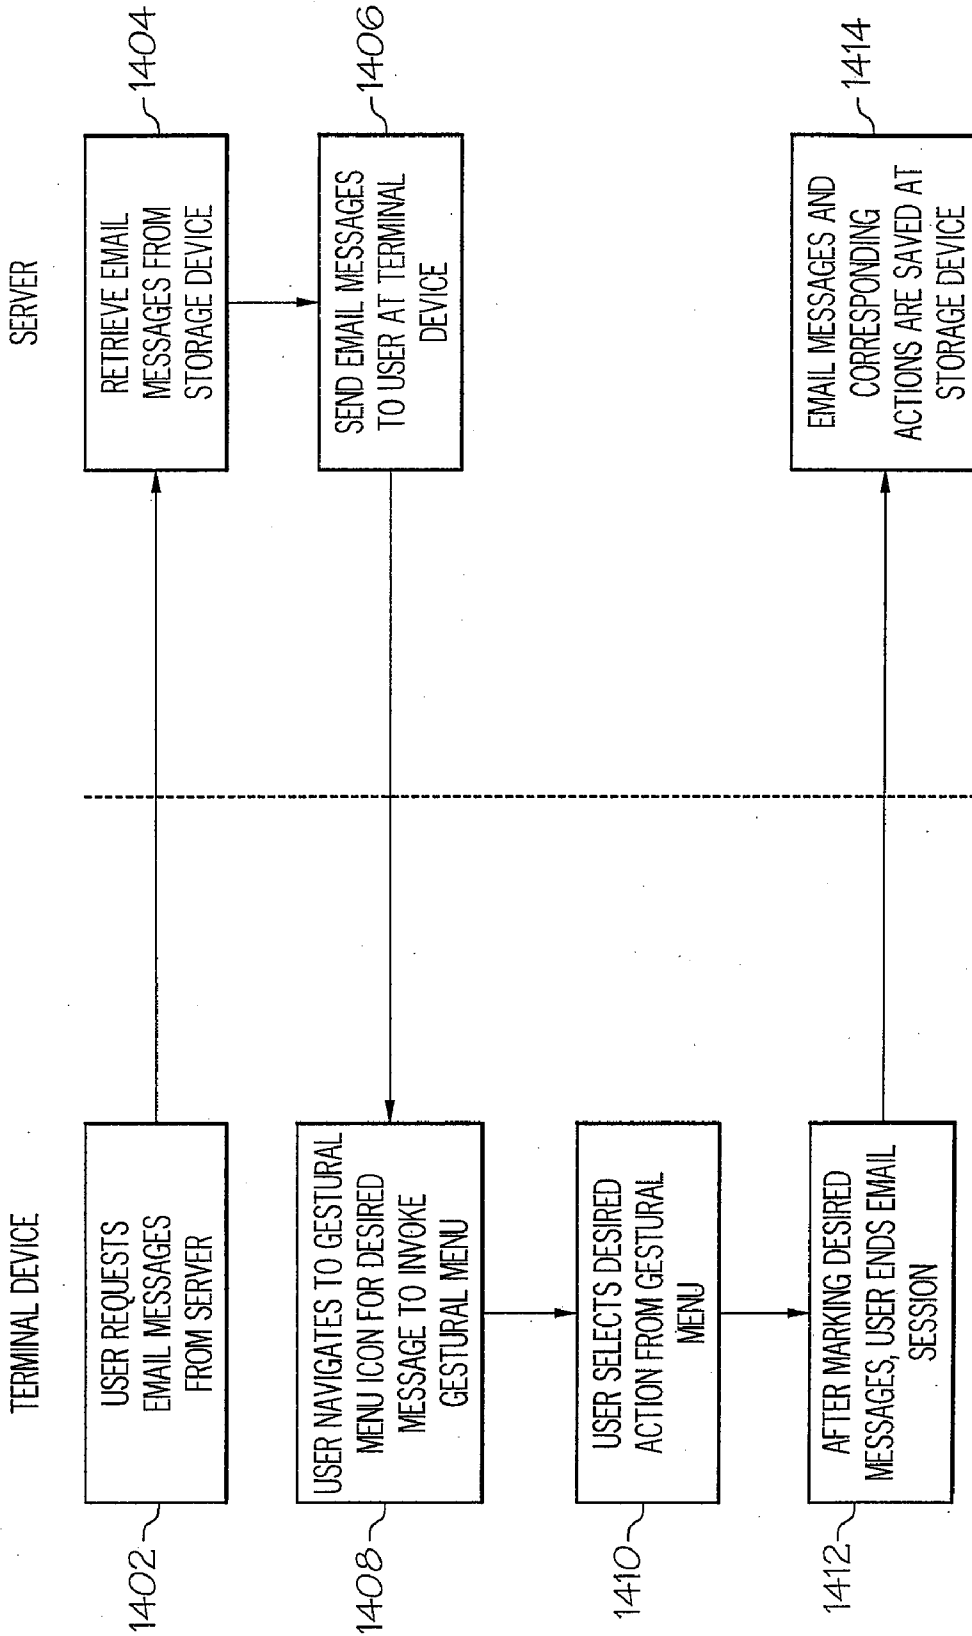 TERMINAL DEVICE
SERVER
USER REQUESTS
EMAIL MESSAGES
FROM SERVER
1402
RETRIEVE EMAIL
MESSAGES FROM
STORAGE DEVICE
1404
SEND EMAIL MESSAGES
TO USER AT TERMINAL
DEVICE
1406
USER NAVIGATES TO GESTURAL
MENU ICON FOR DESIRED
MESSAGE TO INVOKE
GESTURAL MENU
1408
USER SELECTS DESIRED
ACTION FROM GESTURAL
MENU
1410
AFTER MARKING DESIRED
MESSAGES, USER ENDS EMAIL
SESSION
1412
EMAIL MESSAGES AND
CORRESPONDING
ACTIONS ARE SAVED AT
STORAGE DEVICE
1414